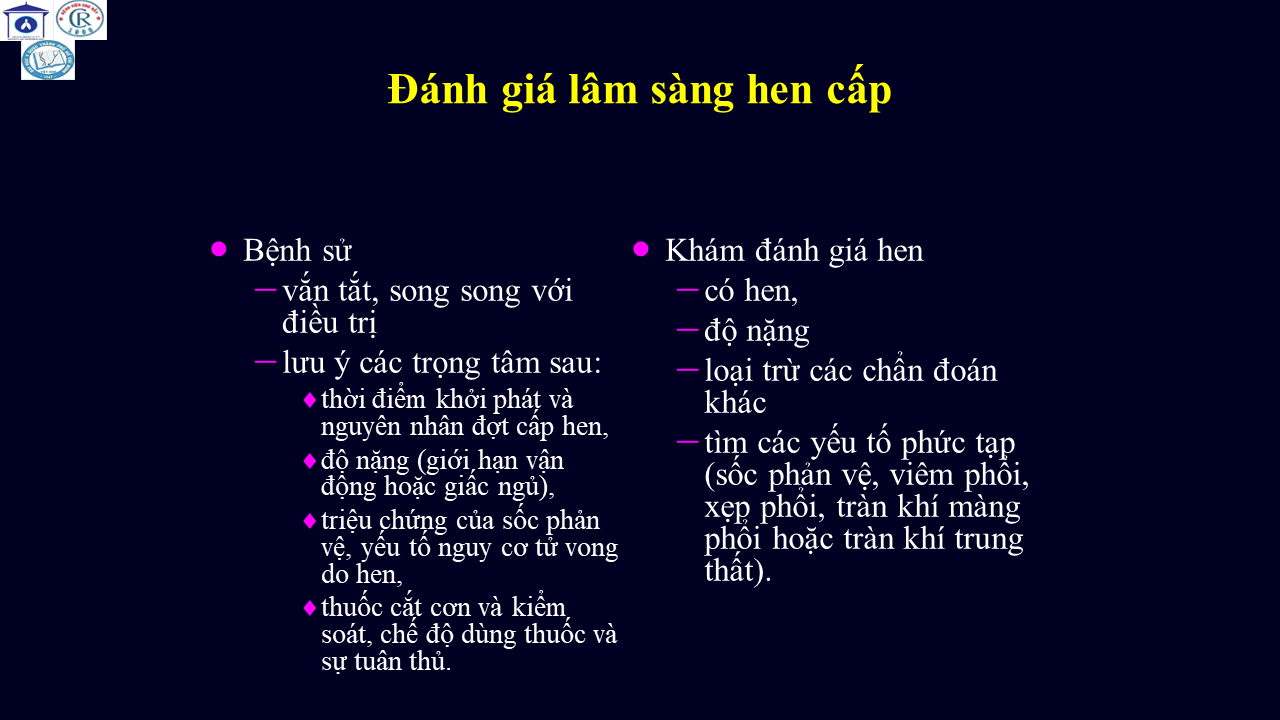 Đánh giá lâm sàng hen cấp
Bệnh sử
vắn tắt, song song với
điều trị
lưu ý các trọng tâm sau:
thời điểm khởi phát và
nguyên nhân đợt cấp hen,
độ nặng (giới hạn vận
động hoặc giấc ngủ),
triệu chứng của sốc phản
vệ, yếu tố nguy cơ tử vong
do hen,
thuốc cắt cơn và kiểm
soát, chế độ dùng thuốc và
sự tuân thủ.
Khám đánh giá hen
có hen,
độ nặng
loại trừ các chẩn đoán
khác
tìm các yếu tố phức tạp
(sốc phản vệ, viêm phổi,
xẹp phổi, tràn khí màng
phổi hoặc tràn khí trung
thất).